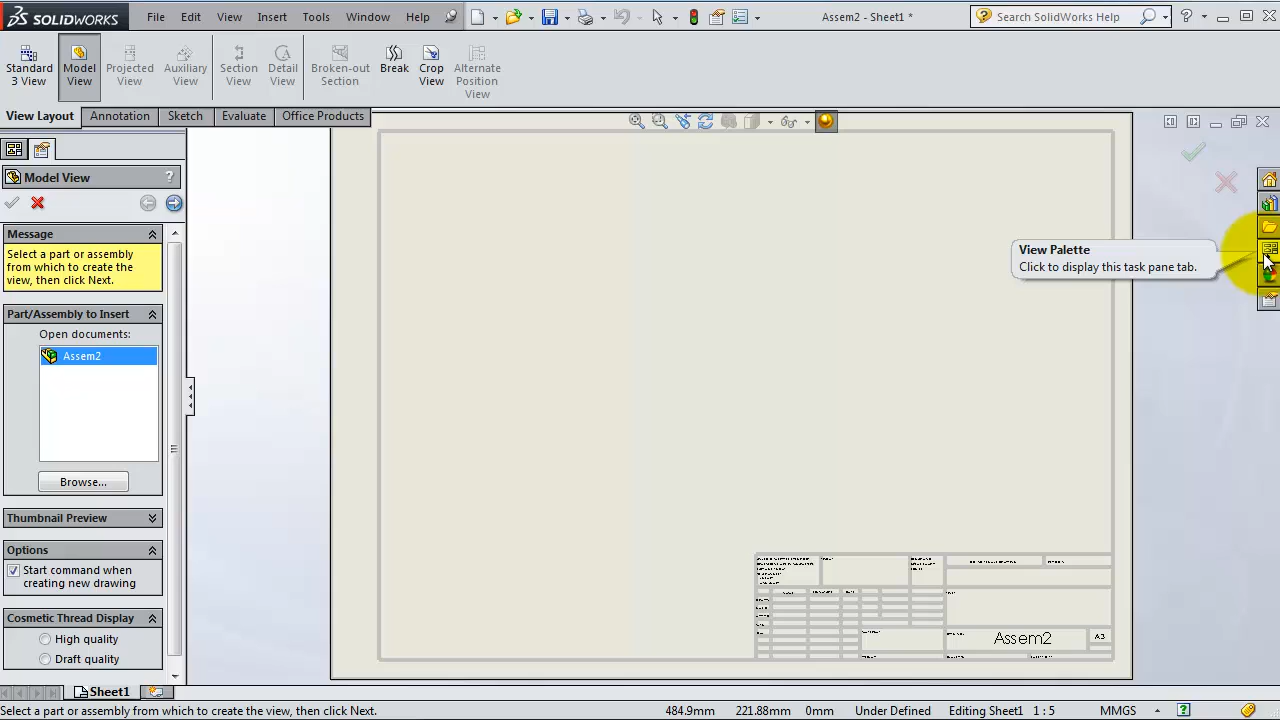 SOLIDWORKS
File Edit View Insert Tools Window Help
Assem2 - Sheet1 *
Search SolidWorks Help
Standard 3 View
Model View
Projected View
Auxiliary View
Section View
Detail View
Broken-out Section
Break
Crop View
Alternate Position View
View Layout Annotation Sketch Evaluate Office Products
Model View ?
Message
Select a part or assembly
from which to create the
view, then click Next.
Part/Assembly to Insert
Open documents:
Assem2
Browse...
Thumbnail Preview
Options
Start command when
creating new drawing
Cosmetic Thread Display
High quality
Draft quality
View Palette
Click to display this task pane tab.
Assem2
A3
Sheet1
Select a part or assembly from which to create the view, then click Next.
484.9mm 221.88mm 0mm Under Defined Editing Sheet1 1 : 5 MMGS